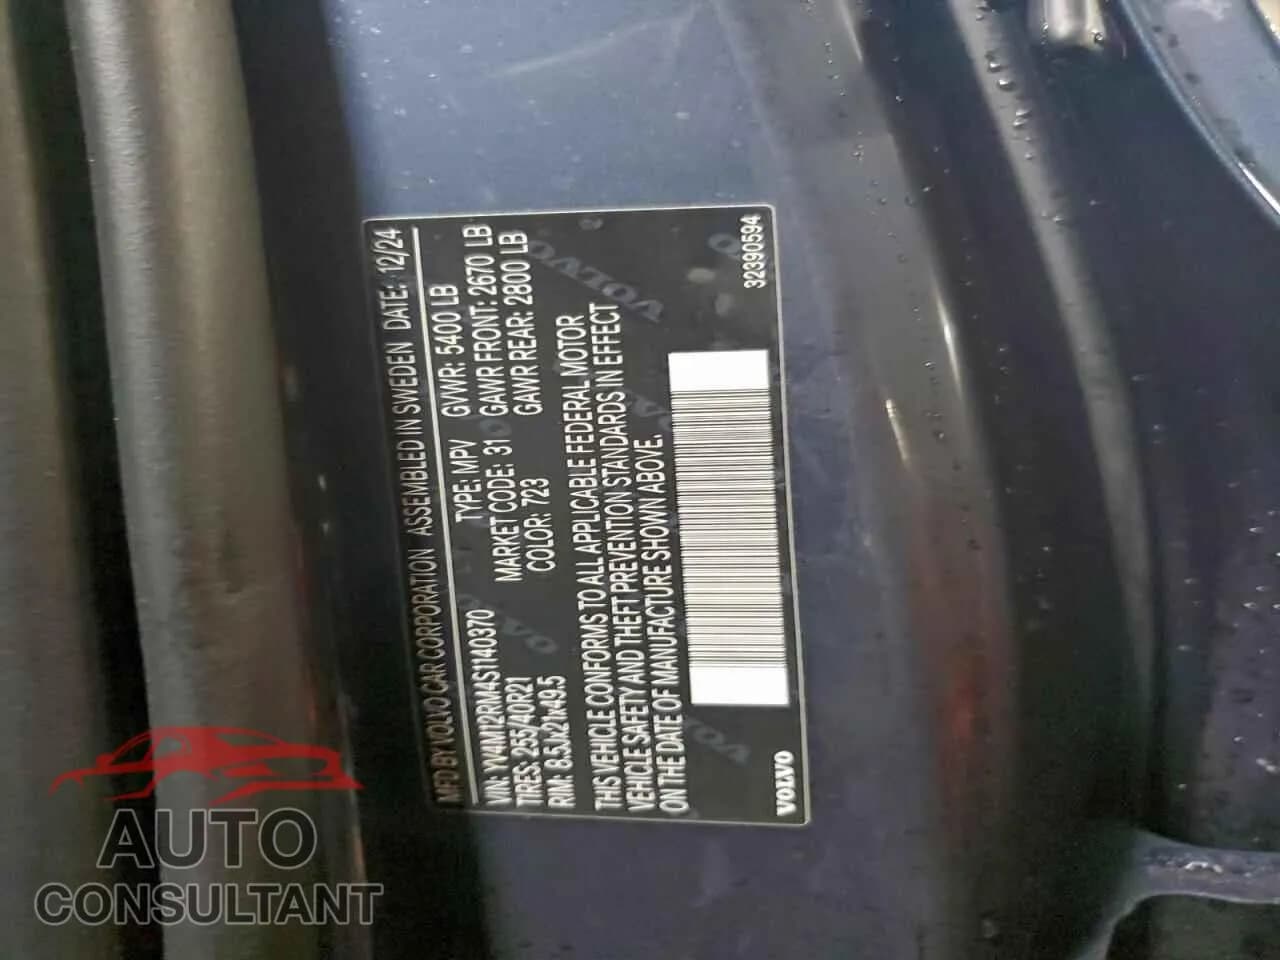 MFD BY VOLVO CAR CORPORATION ASSEMBLED IN SWEDEN DATE: 12/24
VIN: YV4M12RM4S1140370 TYPE: MPV GVWR: 5400 LB
TIRES: 255/40R21 MARKET CODE: 31 GAWR FRONT: 2670 LB
RIM: 8.5Jx21x49.5 COLOR: 723 GAWR REAR: 2800 LB
THIS VEHICLE CONFORMS TO ALL APPLICABLE FEDERAL MOTOR
VEHICLE SAFETY AND THEFT PREVENTION STANDARDS IN EFFECT
ON THE DATE OF MANUFACTURE SHOWN ABOVE.
VOLVO 32390594
AUTO
CONSULTANT